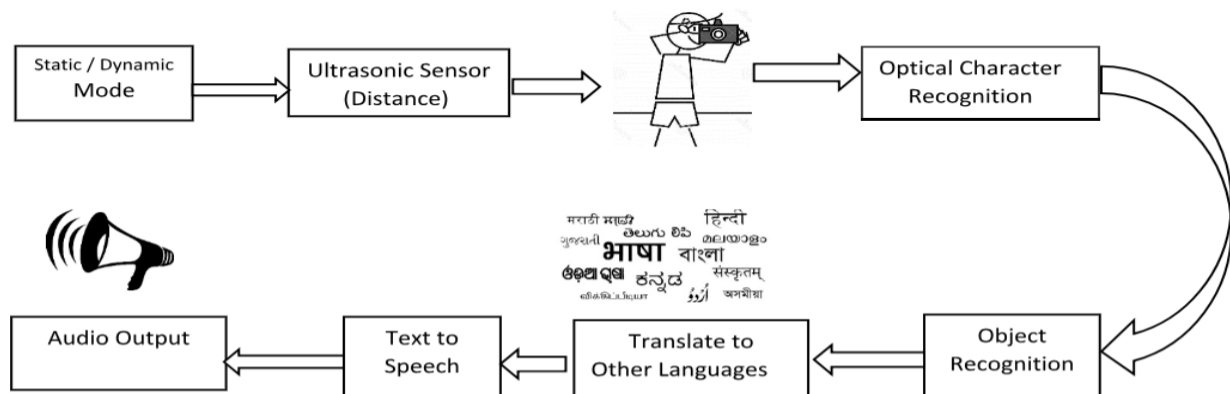 Static / Dynamic
Mode
Ultrasonic Sensor
(Distance)
Optical Character
Recognition
मराठी
हिन्दी
ગુજરાતી తెలుగు లిపి മലയാളം
भाषा বাংলা
ଓଡ଼ିଆ ଭାଷା ಕನ್ನಡ संस्कृतम्
اُردُو অসমীয়া
Audio Output
Text to
Speech
Translate to
Other Languages
Object
Recognition